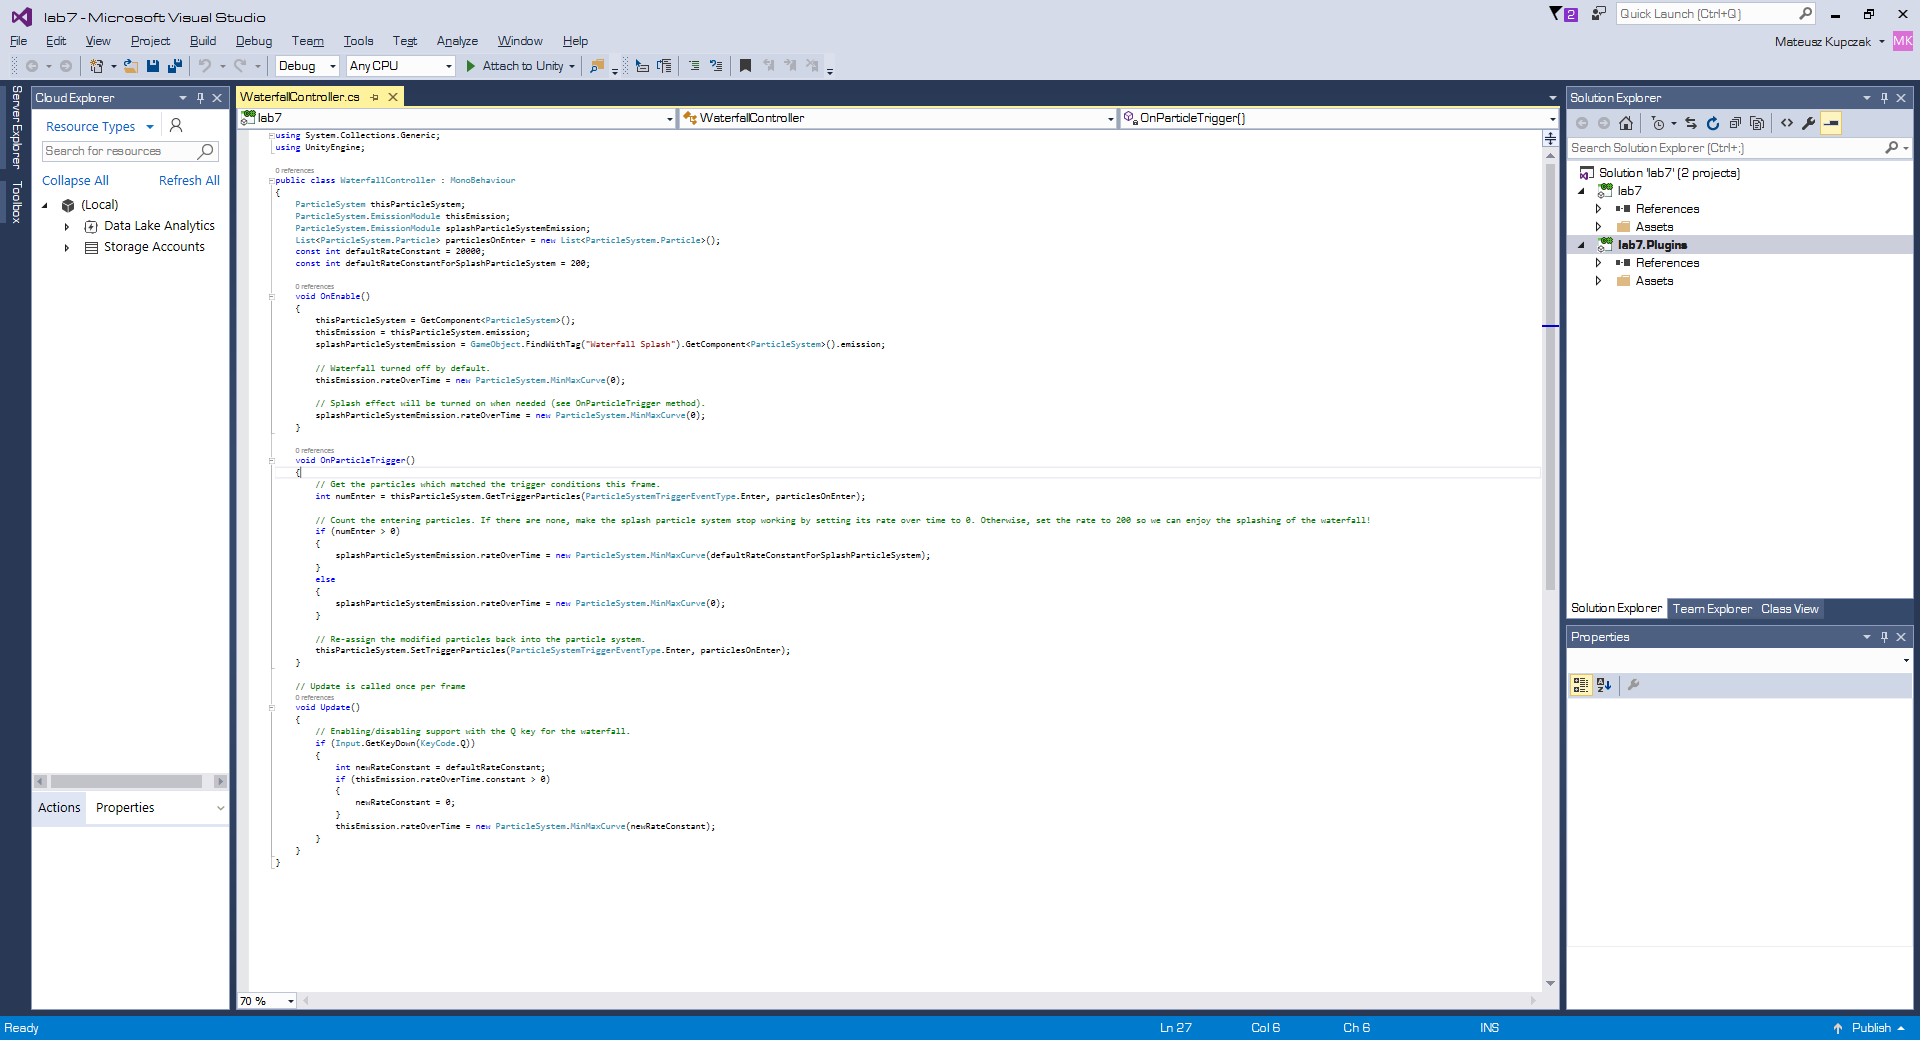 lab7 - Microsoft Visual Studio
2
Quick Launch (Ctrl+Q)
File Edit View Project Build Debug Team Tools Test Analyze Window Help
Mateusz Kupczak MK
Debug Any CPU Attach to Unity
Server Explorer
Toolbox
Cloud Explorer
Resource Types
Search for resources
Collapse All Refresh All
(Local)
Data Lake Analytics
Storage Accounts
Actions Properties
WaterfallController.cs
lab7 WaterfallController OnParticleTrigger()
using System.Collections.Generic;
using UnityEngine;
0 references
public class WaterfallController : MonoBehaviour
{
ParticleSystem thisParticleSystem;
ParticleSystem.EmissionModule thisEmission;
ParticleSystem.EmissionModule splashParticleSystemEmission;
List<ParticleSystem.Particle> particlesOnEnter = new List<ParticleSystem.Particle>();
const int defaultRateConstant = 20000;
const int defaultRateConstantForSplashParticleSystem = 200;
0 references
void OnEnable()
{
thisParticleSystem = GetComponent<ParticleSystem>();
thisEmission = thisParticleSystem.emission;
splashParticleSystemEmission = GameObject.FindWithTag("Waterfall Splash").GetComponent<ParticleSystem>().emission;
// Waterfall turned off by default.
thisEmission.rateOverTime = new ParticleSystem.MinMaxCurve(0);
// Splash effect will be turned on when needed (see OnParticleTrigger method).
splashParticleSystemEmission.rateOverTime = new ParticleSystem.MinMaxCurve(0);
}
0 references
void OnParticleTrigger()
{
// Get the particles which matched the trigger conditions this frame.
int numEnter = thisParticleSystem.GetTriggerParticles(ParticleSystemTriggerEventType.Enter, particlesOnEnter);
// Count the entering particles. If there are none, make the splash particle system stop working by setting its rate over time to 0. Otherwise, set the rate to 200 so we can enjoy the splashing of the waterfall!
if (numEnter > 0)
{
splashParticleSystemEmission.rateOverTime = new ParticleSystem.MinMaxCurve(defaultRateConstantForSplashParticleSystem);
}
else
{
splashParticleSystemEmission.rateOverTime = new ParticleSystem.MinMaxCurve(0);
}
// Re-assign the modified particles back into the particle system.
thisParticleSystem.SetTriggerParticles(ParticleSystemTriggerEventType.Enter, particlesOnEnter);
}
// Update is called once per frame
0 references
void Update()
{
// Enabling/disabling support with the Q key for the waterfall.
if (Input.GetKeyDown(KeyCode.Q))
{
int newRateConstant = defaultRateConstant;
if (thisEmission.rateOverTime.constant > 0)
{
newRateConstant = 0;
}
thisEmission.rateOverTime = new ParticleSystem.MinMaxCurve(newRateConstant);
}
}
}
70 %
Solution Explorer
Search Solution Explorer (Ctrl+;)
Solution 'lab7' (2 projects)
lab7
References
Assets
lab7.Plugins
References
Assets
Solution Explorer Team Explorer Class View
Properties
Ready Ln 27 Col 6 Ch 6 INS Publish